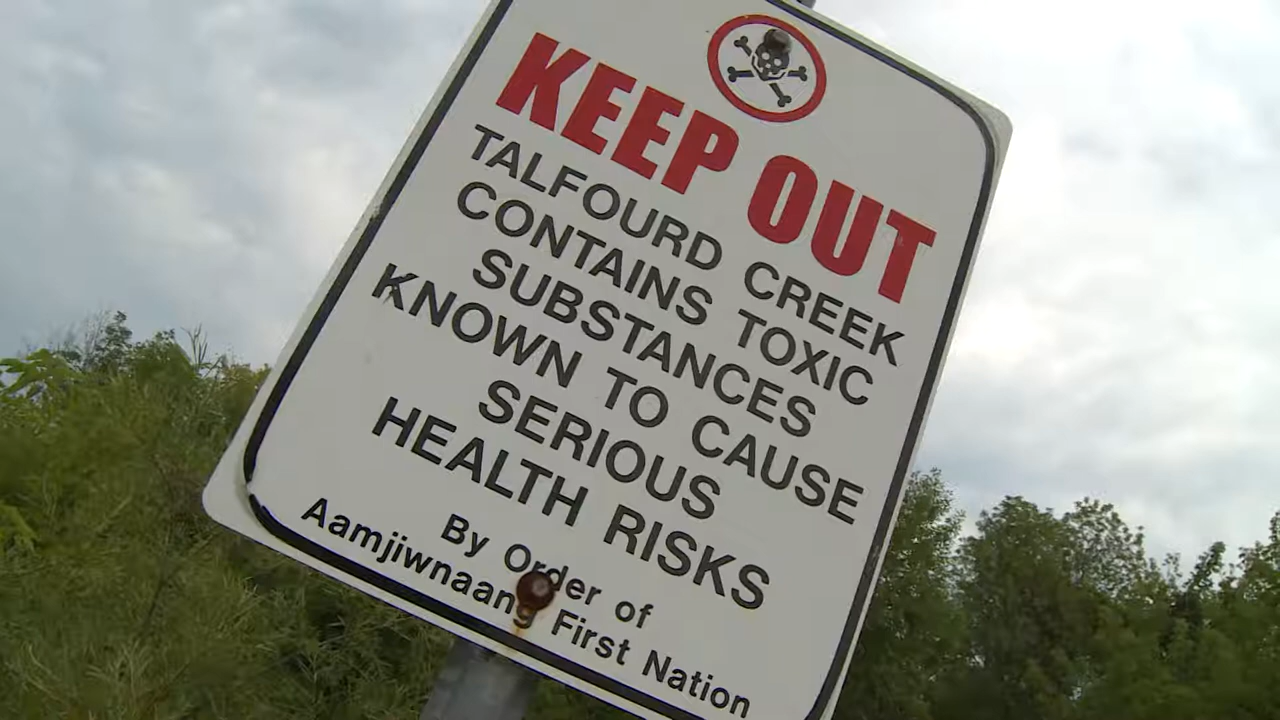 KEEP OUT
TALFOURD CREEK
CONTAINS TOXIC
SUBSTANCES
KNOWN TO CAUSE
SERIOUS
HEALTH RISKS
By Order of
Aamjiwnaang First Nation